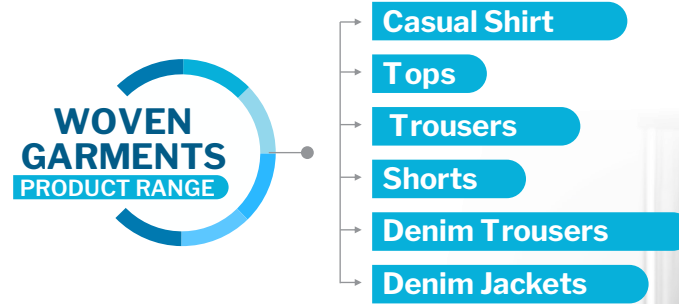 WOVEN
GARMENTS
PRODUCT RANGE
Casual Shirt
Tops
Trousers
Shorts
Denim Trousers
Denim Jackets